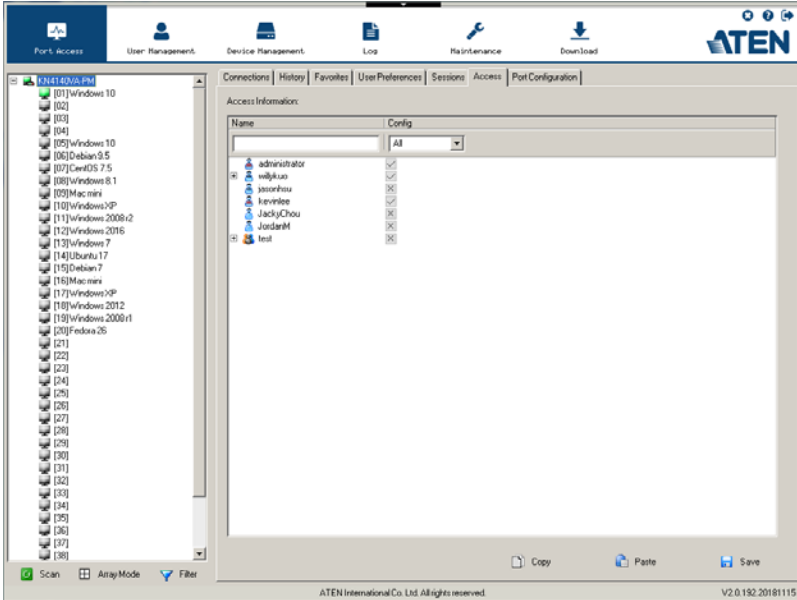 Port Access User Management Device Management Log Maintenance Download ATEN
KN4140VA-PM
[01]Windows 10
[02]
[03]
[04]
[05]Windows 10
[06]Debian 9.5
[07]CentOS 7.5
[08]Windows 8.1
[09]Mac mini
[10]WindowsXP
[11]Windows 2008 r2
[12]Windows 2016
[13]Windows 7
[14]Ubuntu 17
[15]Debian 7
[16]Mac mini
[17]WindowsXP
[18]Windows 2012
[19]Windows 2008 r1
[20]Fedora 26
[21]
[22]
[23]
[24]
[25]
[26]
[27]
[28]
[29]
[30]
[31]
[32]
[33]
[34]
[35]
[36]
[37]
[38]
Scan Array Mode Filter
Connections History Favorites User Preferences Sessions Access Port Configuration
Access Information:
Name Config
All
administrator
willykuo
jasonhsu
kevinlee
JackyChou
JordanM
test
Copy Paste Save
ATEN International Co. Ltd. All rights reserved. V2.0.192.20181115